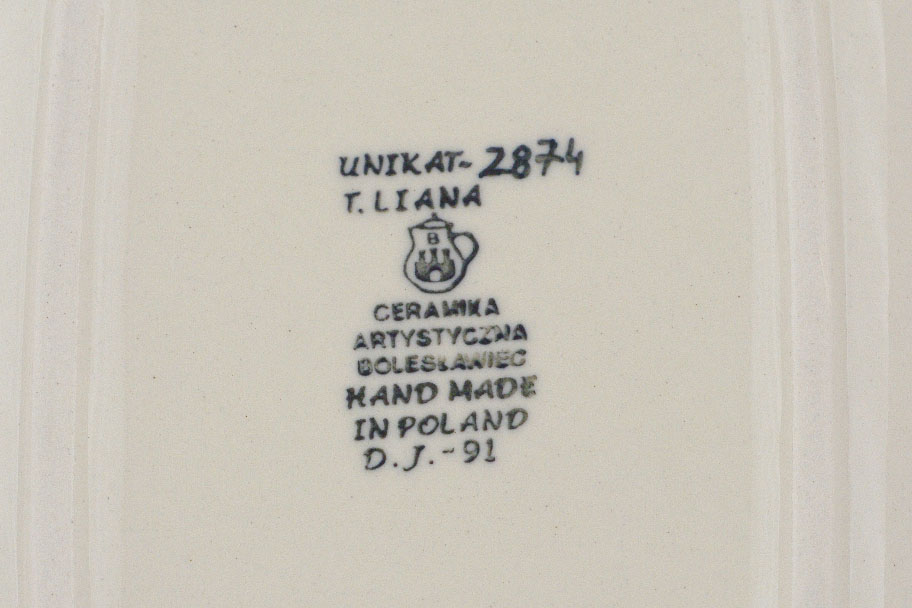 UNIKAT- 2874
T. LIANA
B
CERAMIKA
ARTYSTYCZNA
BOLESŁAWIEC
HAND MADE
IN POLAND
D.J.-91